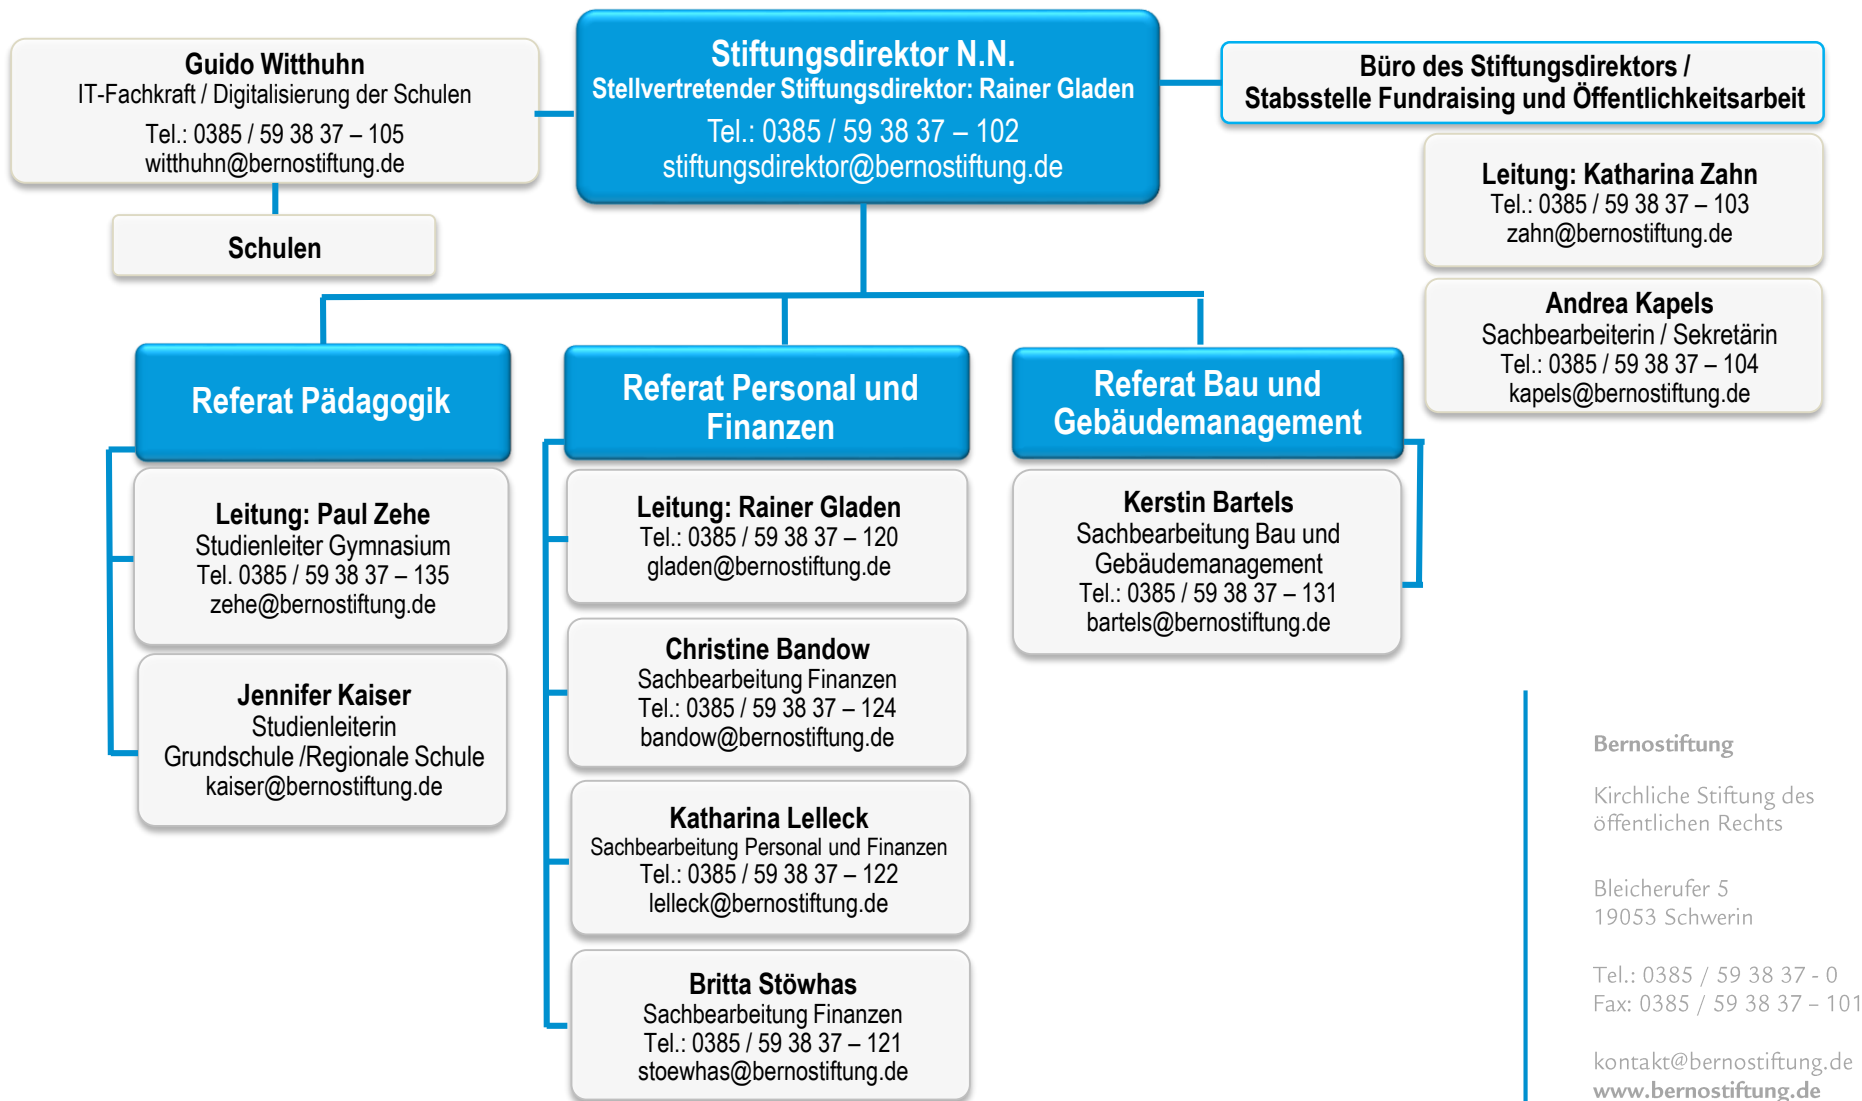 Guido Witthuhn
IT-Fachkraft / Digitalisierung der Schulen
Tel.: 0385 / 59 38 37 – 105
witthuhn@bernostiftung.de
Schulen
Stiftungsdirektor N.N.
Stellvertretender Stiftungsdirektor: Rainer Gladen
Tel.: 0385 / 59 38 37 – 102
stiftungsdirektor@bernostiftung.de
Büro des Stiftungsdirektors /
Stabsstelle Fundraising und Öffentlichkeitsarbeit
Leitung: Katharina Zahn
Tel.: 0385 / 59 38 37 – 103
zahn@bernostiftung.de
Andrea Kapels
Sachbearbeiterin / Sekretärin
Tel.: 0385 / 59 38 37 – 104
kapels@bernostiftung.de
Referat Pädagogik
Leitung: Paul Zehe
Studienleiter Gymnasium
Tel. 0385 / 59 38 37 – 135
zehe@bernostiftung.de
Jennifer Kaiser
Studienleiterin
Grundschule /Regionale Schule
kaiser@bernostiftung.de
Referat Personal und
Finanzen
Leitung: Rainer Gladen
Tel.: 0385 / 59 38 37 – 120
gladen@bernostiftung.de
Christine Bandow
Sachbearbeitung Finanzen
Tel.: 0385 / 59 38 37 – 124
bandow@bernostiftung.de
Katharina Lelleck
Sachbearbeitung Personal und Finanzen
Tel.: 0385 / 59 38 37 – 122
lelleck@bernostiftung.de
Britta Stöwhas
Sachbearbeitung Finanzen
Tel.: 0385 / 59 38 37 – 121
stoewhas@bernostiftung.de
Referat Bau und
Gebäudemanagement
Kerstin Bartels
Sachbearbeitung Bau und
Gebäudemanagement
Tel.: 0385 / 59 38 37 – 131
bartels@bernostiftung.de
Bernostiftung
Kirchliche Stiftung des
öffentlichen Rechts
Bleicherufer 5
19053 Schwerin
Tel.: 0385 / 59 38 37 - 0
Fax: 0385 / 59 38 37 – 101
kontakt@bernostiftung.de
www.bernostiftung.de